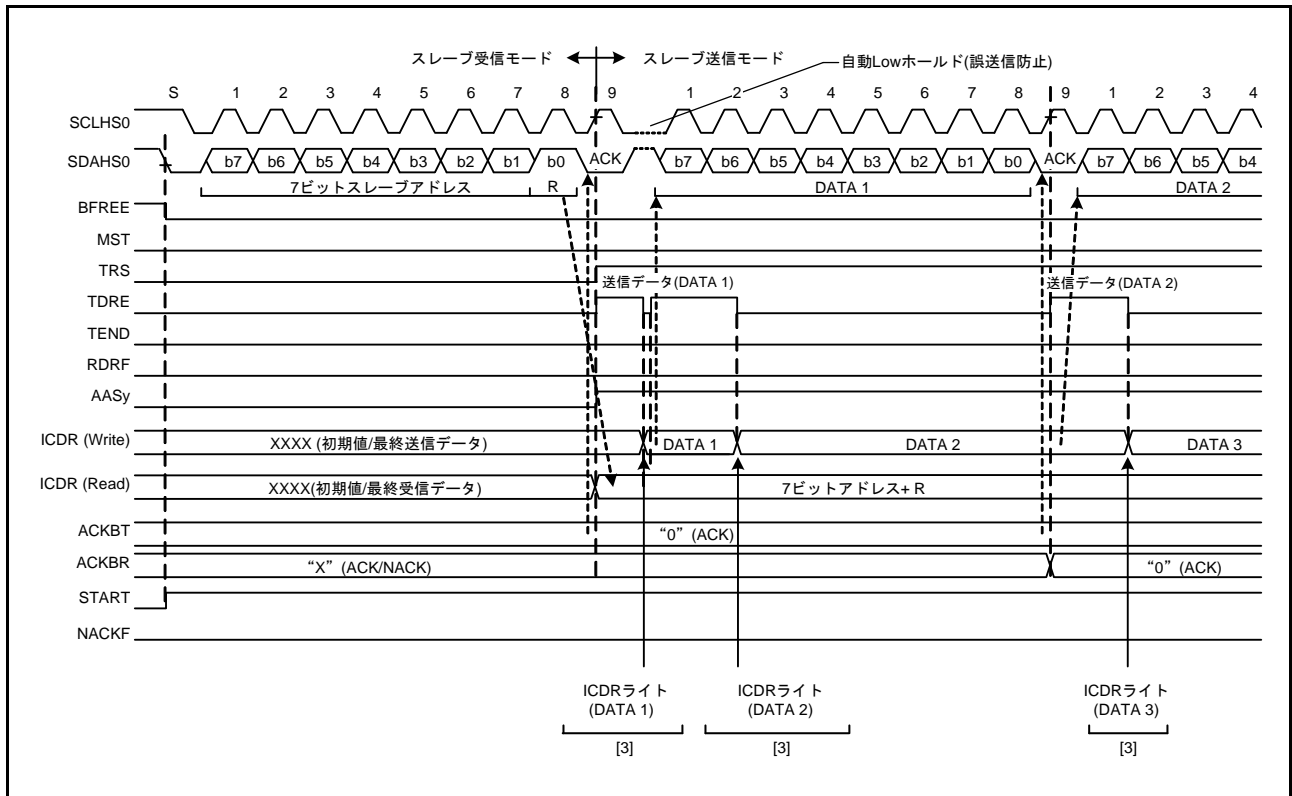 スレーブ受信モード スレーブ送信モード
自動Lowホールド(誤送信防止)
S 1 2 3 4 5 6 7 8 9 1 2 3 4 5 6 7 8 9 1 2 3 4
SCLHS0
SDAHS0 b7 b6 b5 b4 b3 b2 b1 b0 ACK b7 b6 b5 b4 b3 b2 b1 b0 ACK b7 b6 b5 b4
7ビットスレーブアドレス R DATA 1 DATA 2
BFREE
MST
TRS
送信データ(DATA 1) 送信データ(DATA 2)
TDRE
TEND
RDRF
AASy
ICDR (Write) XXXX (初期値/最終送信データ) DATA 1 DATA 2 DATA 3
ICDR (Read) XXXX(初期値/最終受信データ) 7ビットアドレス+ R
ACKBT “0” (ACK)
ACKBR “X” (ACK/NACK) “0” (ACK)
START
NACKF
ICDRライト ICDRライト ICDRライト
(DATA 1) (DATA 2) (DATA 3)
[3] [3] [3]